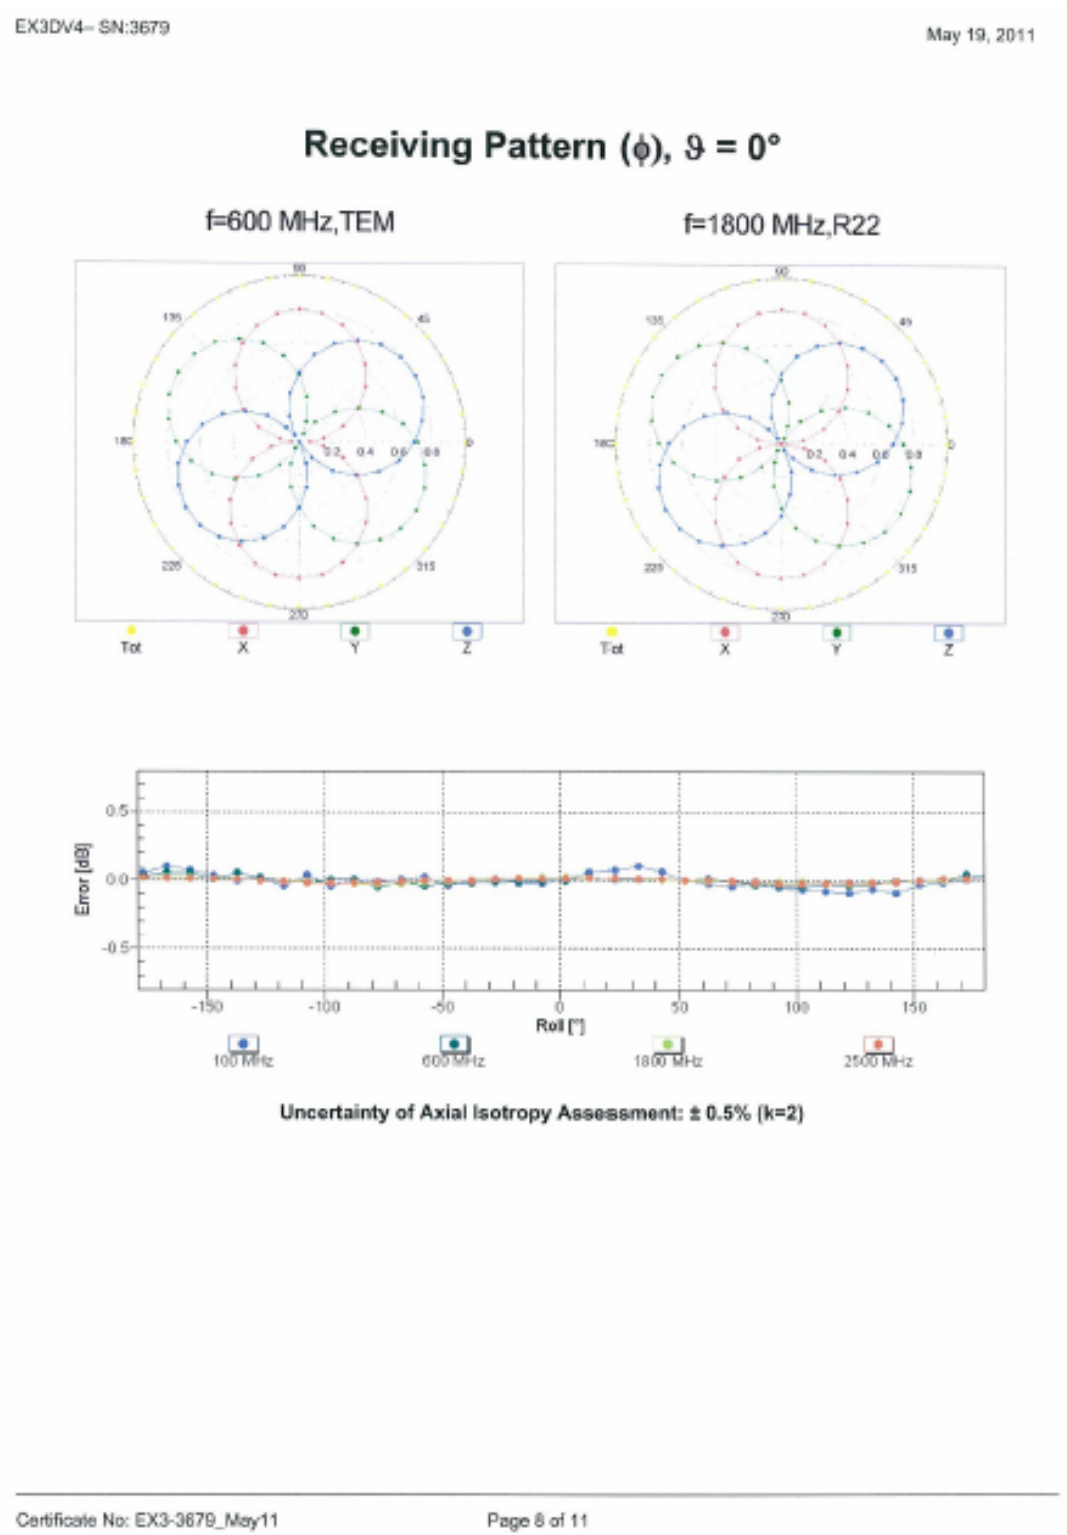 EX3DV4– SN:3679
May 19, 2011
Receiving Pattern (ϕ), ϑ = 0°
f=600 MHz,TEM
f=1800 MHz,R22
90
135
45
180
0
0.2 0.4 0.6 0.8
225
315
270
Tot X Y Z
90
135
45
180
0
0.2 0.4 0.6 0.8
225
315
270
Tot X Y Z
Error [dB]
0.5
0.0
-0.5
-150 -100 -50 0 50 100 150
Roll [°]
100 MHz 600 MHz 1800 MHz 2500 MHz
Uncertainty of Axial Isotropy Assessment: ± 0.5% (k=2)
Certificate No: EX3-3679_May11
Page 8 of 11